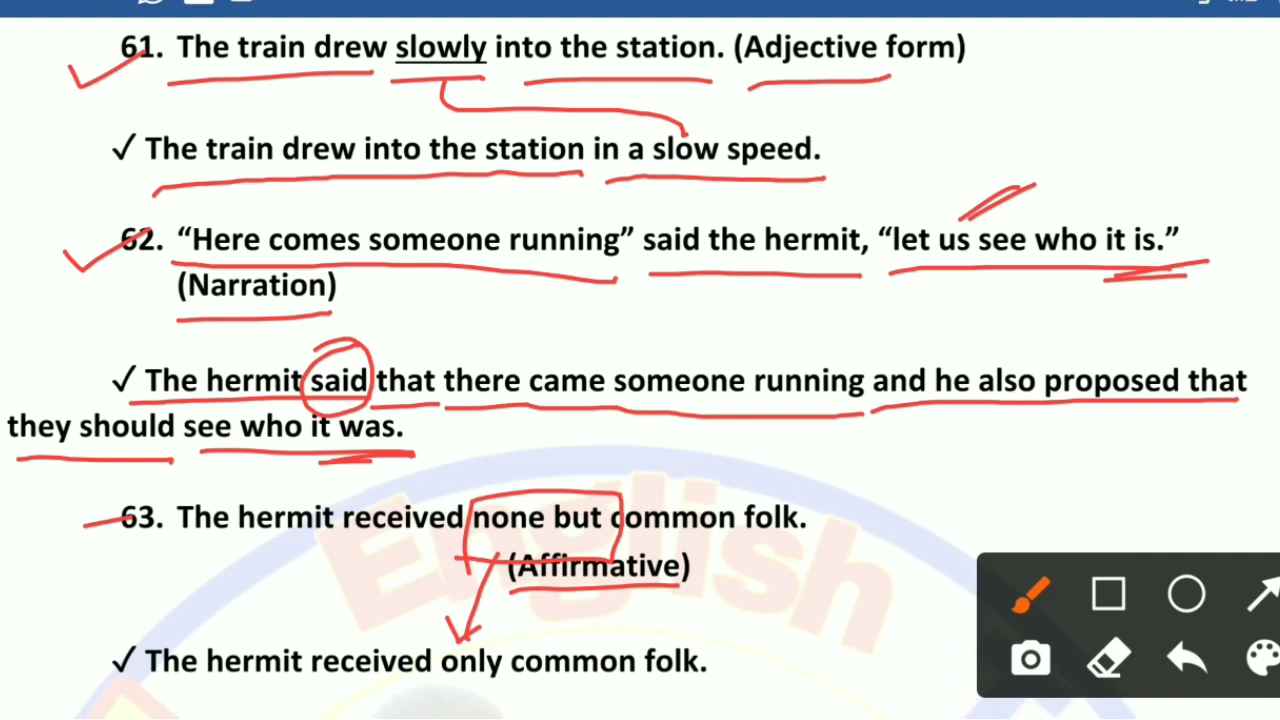 61. The train drew slowly into the station. (Adjective form)
✓ The train drew into the station in a slow speed.
62. “Here comes someone running” said the hermit, “let us see who it is.”
(Narration)
✓ The hermit said that there came someone running and he also proposed that
they should see who it was.
63. The hermit received none but common folk.
(Affirmative)
✓ The hermit received only common folk.
English